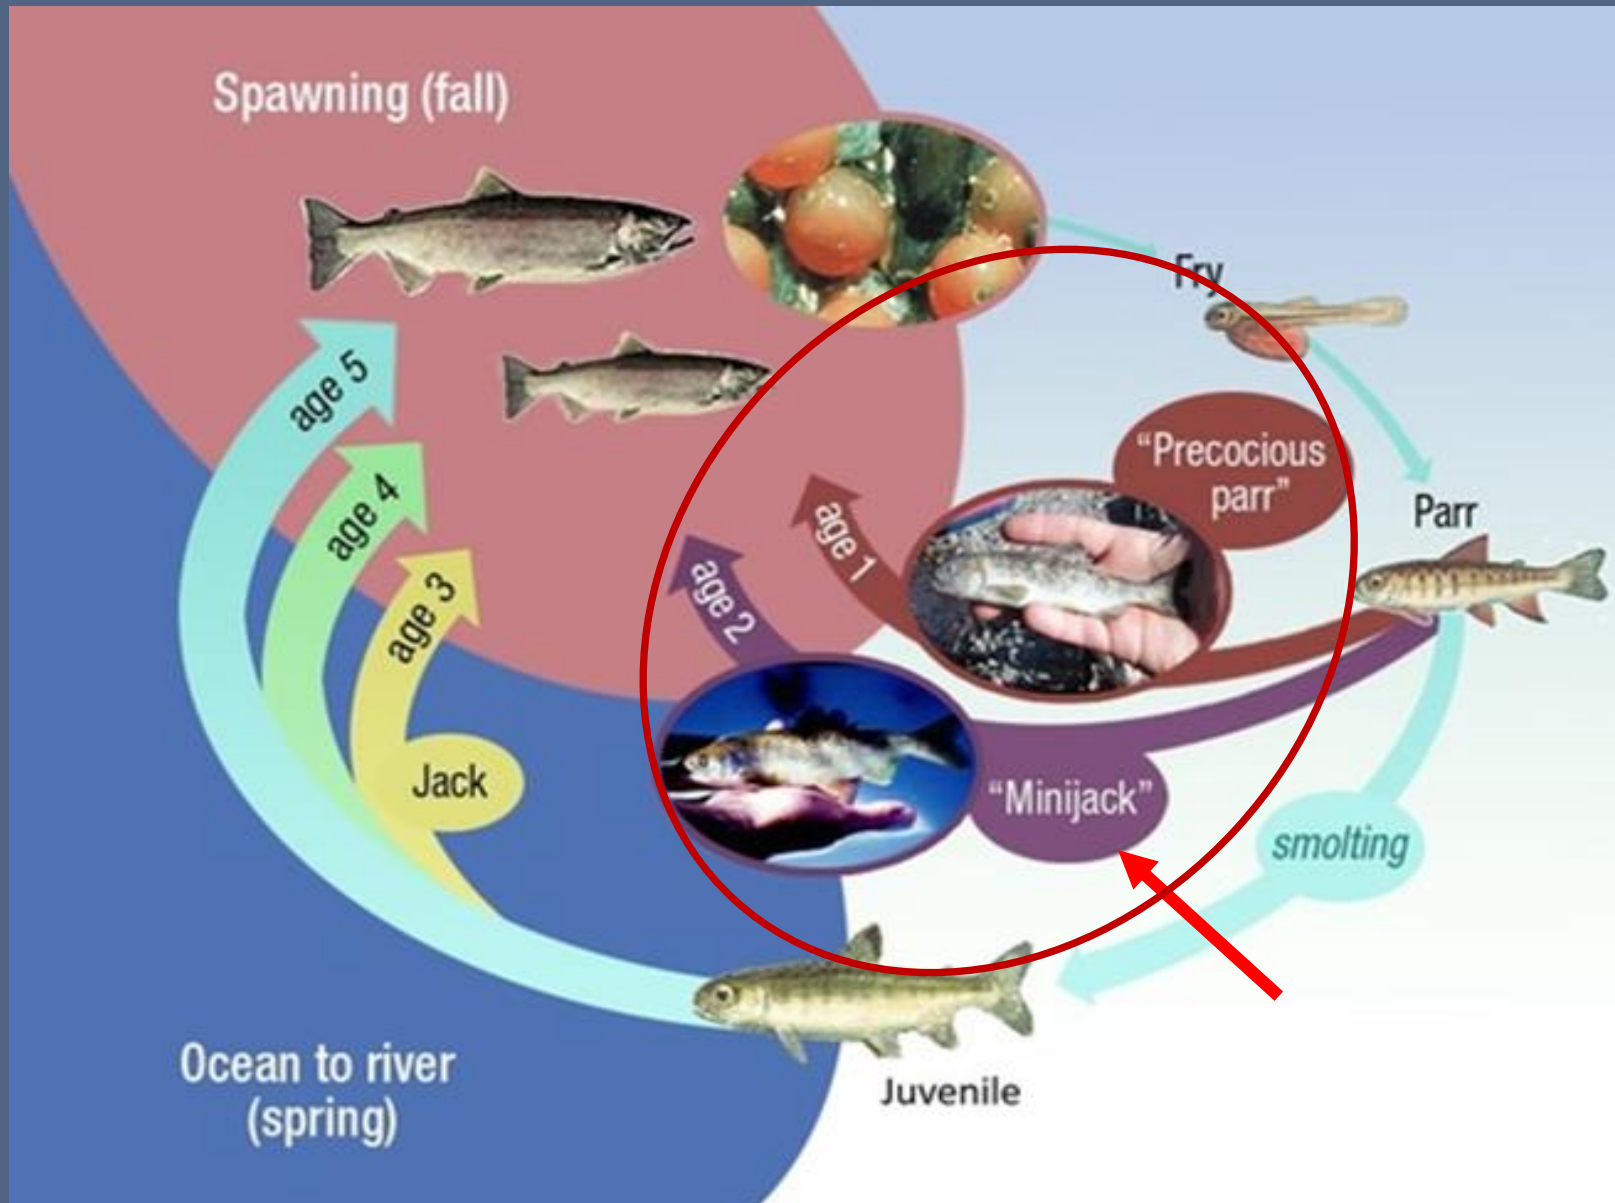 Spawning (fall)
Fry
age 5
“Precocious
parr”
age 4
Parr
age 1
age 3
age 2
Jack
“Minijack”
smolting
Ocean to river
(spring)
Juvenile